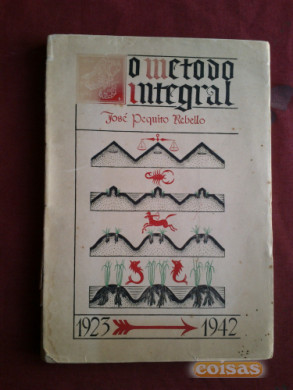 o metodo
integral
José Pequito Rebello
1923
1942
coisas